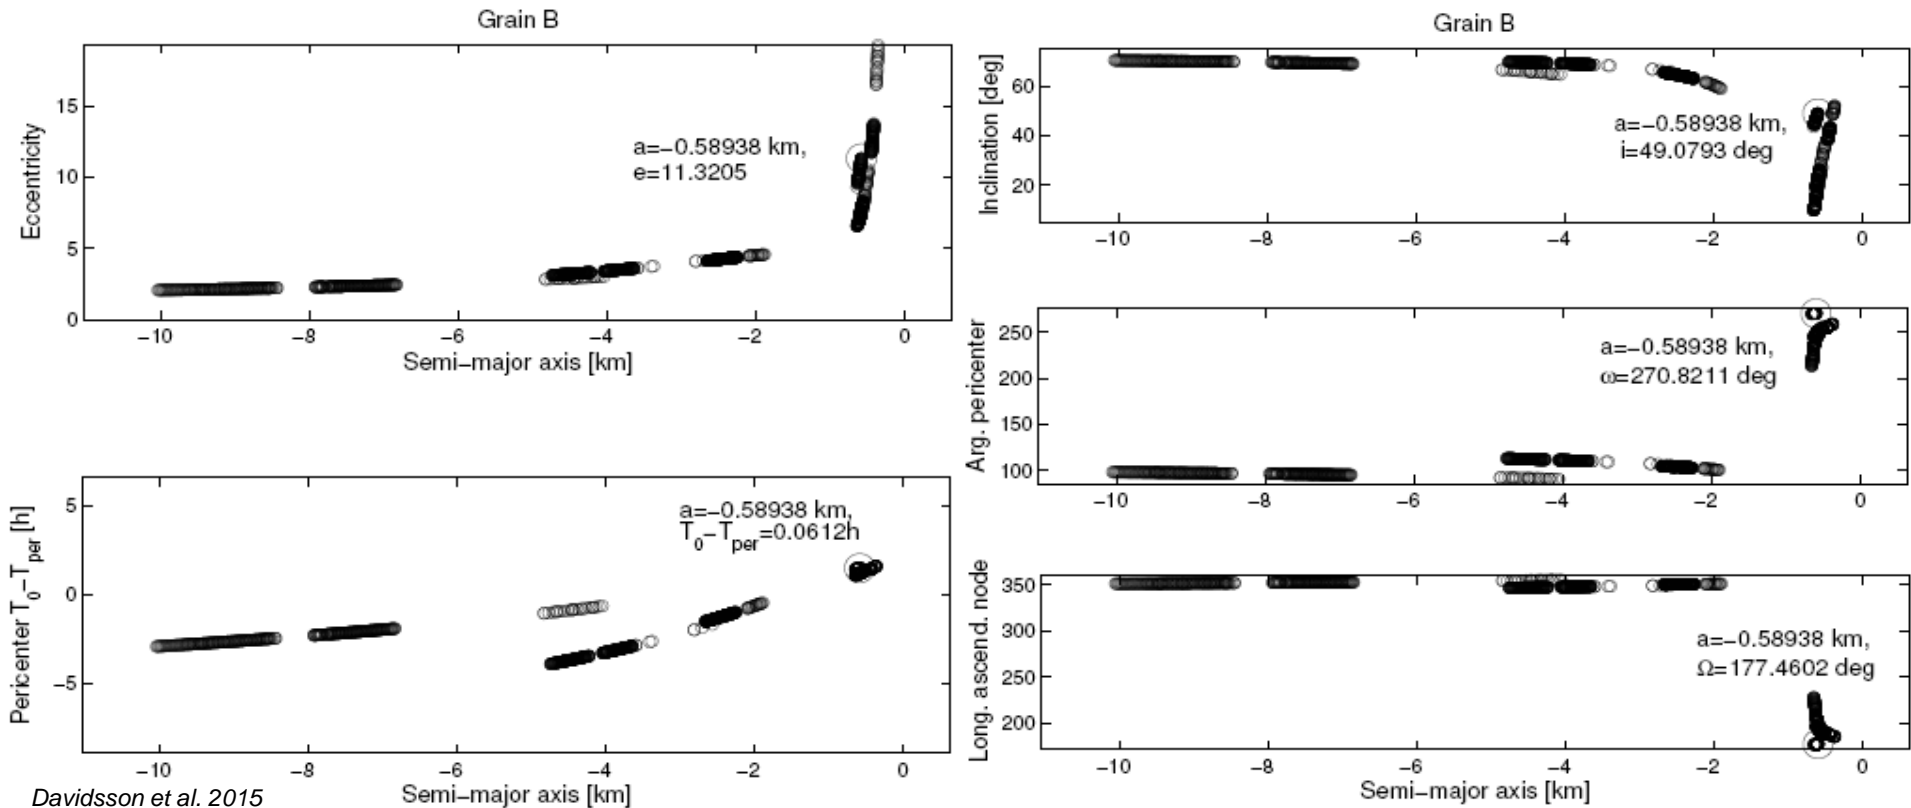 Grain B
Eccentricity
15
10
5
0
a=−0.58938 km,
e=11.3205
−10 −8 −6 −4 −2 0
Semi−major axis [km]
Pericenter T0−Tper [h]
5
0
−5
a=−0.58938 km,
T0−Tper=0.0612h
−10 −8 −6 −4 −2 0
Semi−major axis [km]
Davidsson et al. 2015
Grain B
Inclination [deg]
60
40
20
a=−0.58938 km,
i=49.0793 deg
−10 −8 −6 −4 −2 0
Arg. pericenter
250
200
150
100
a=−0.58938 km,
ω=270.8211 deg
−10 −8 −6 −4 −2 0
Long. ascend. node
350
300
250
200
a=−0.58938 km,
Ω=177.4602 deg
−10 −8 −6 −4 −2 0
Semi−major axis [km]